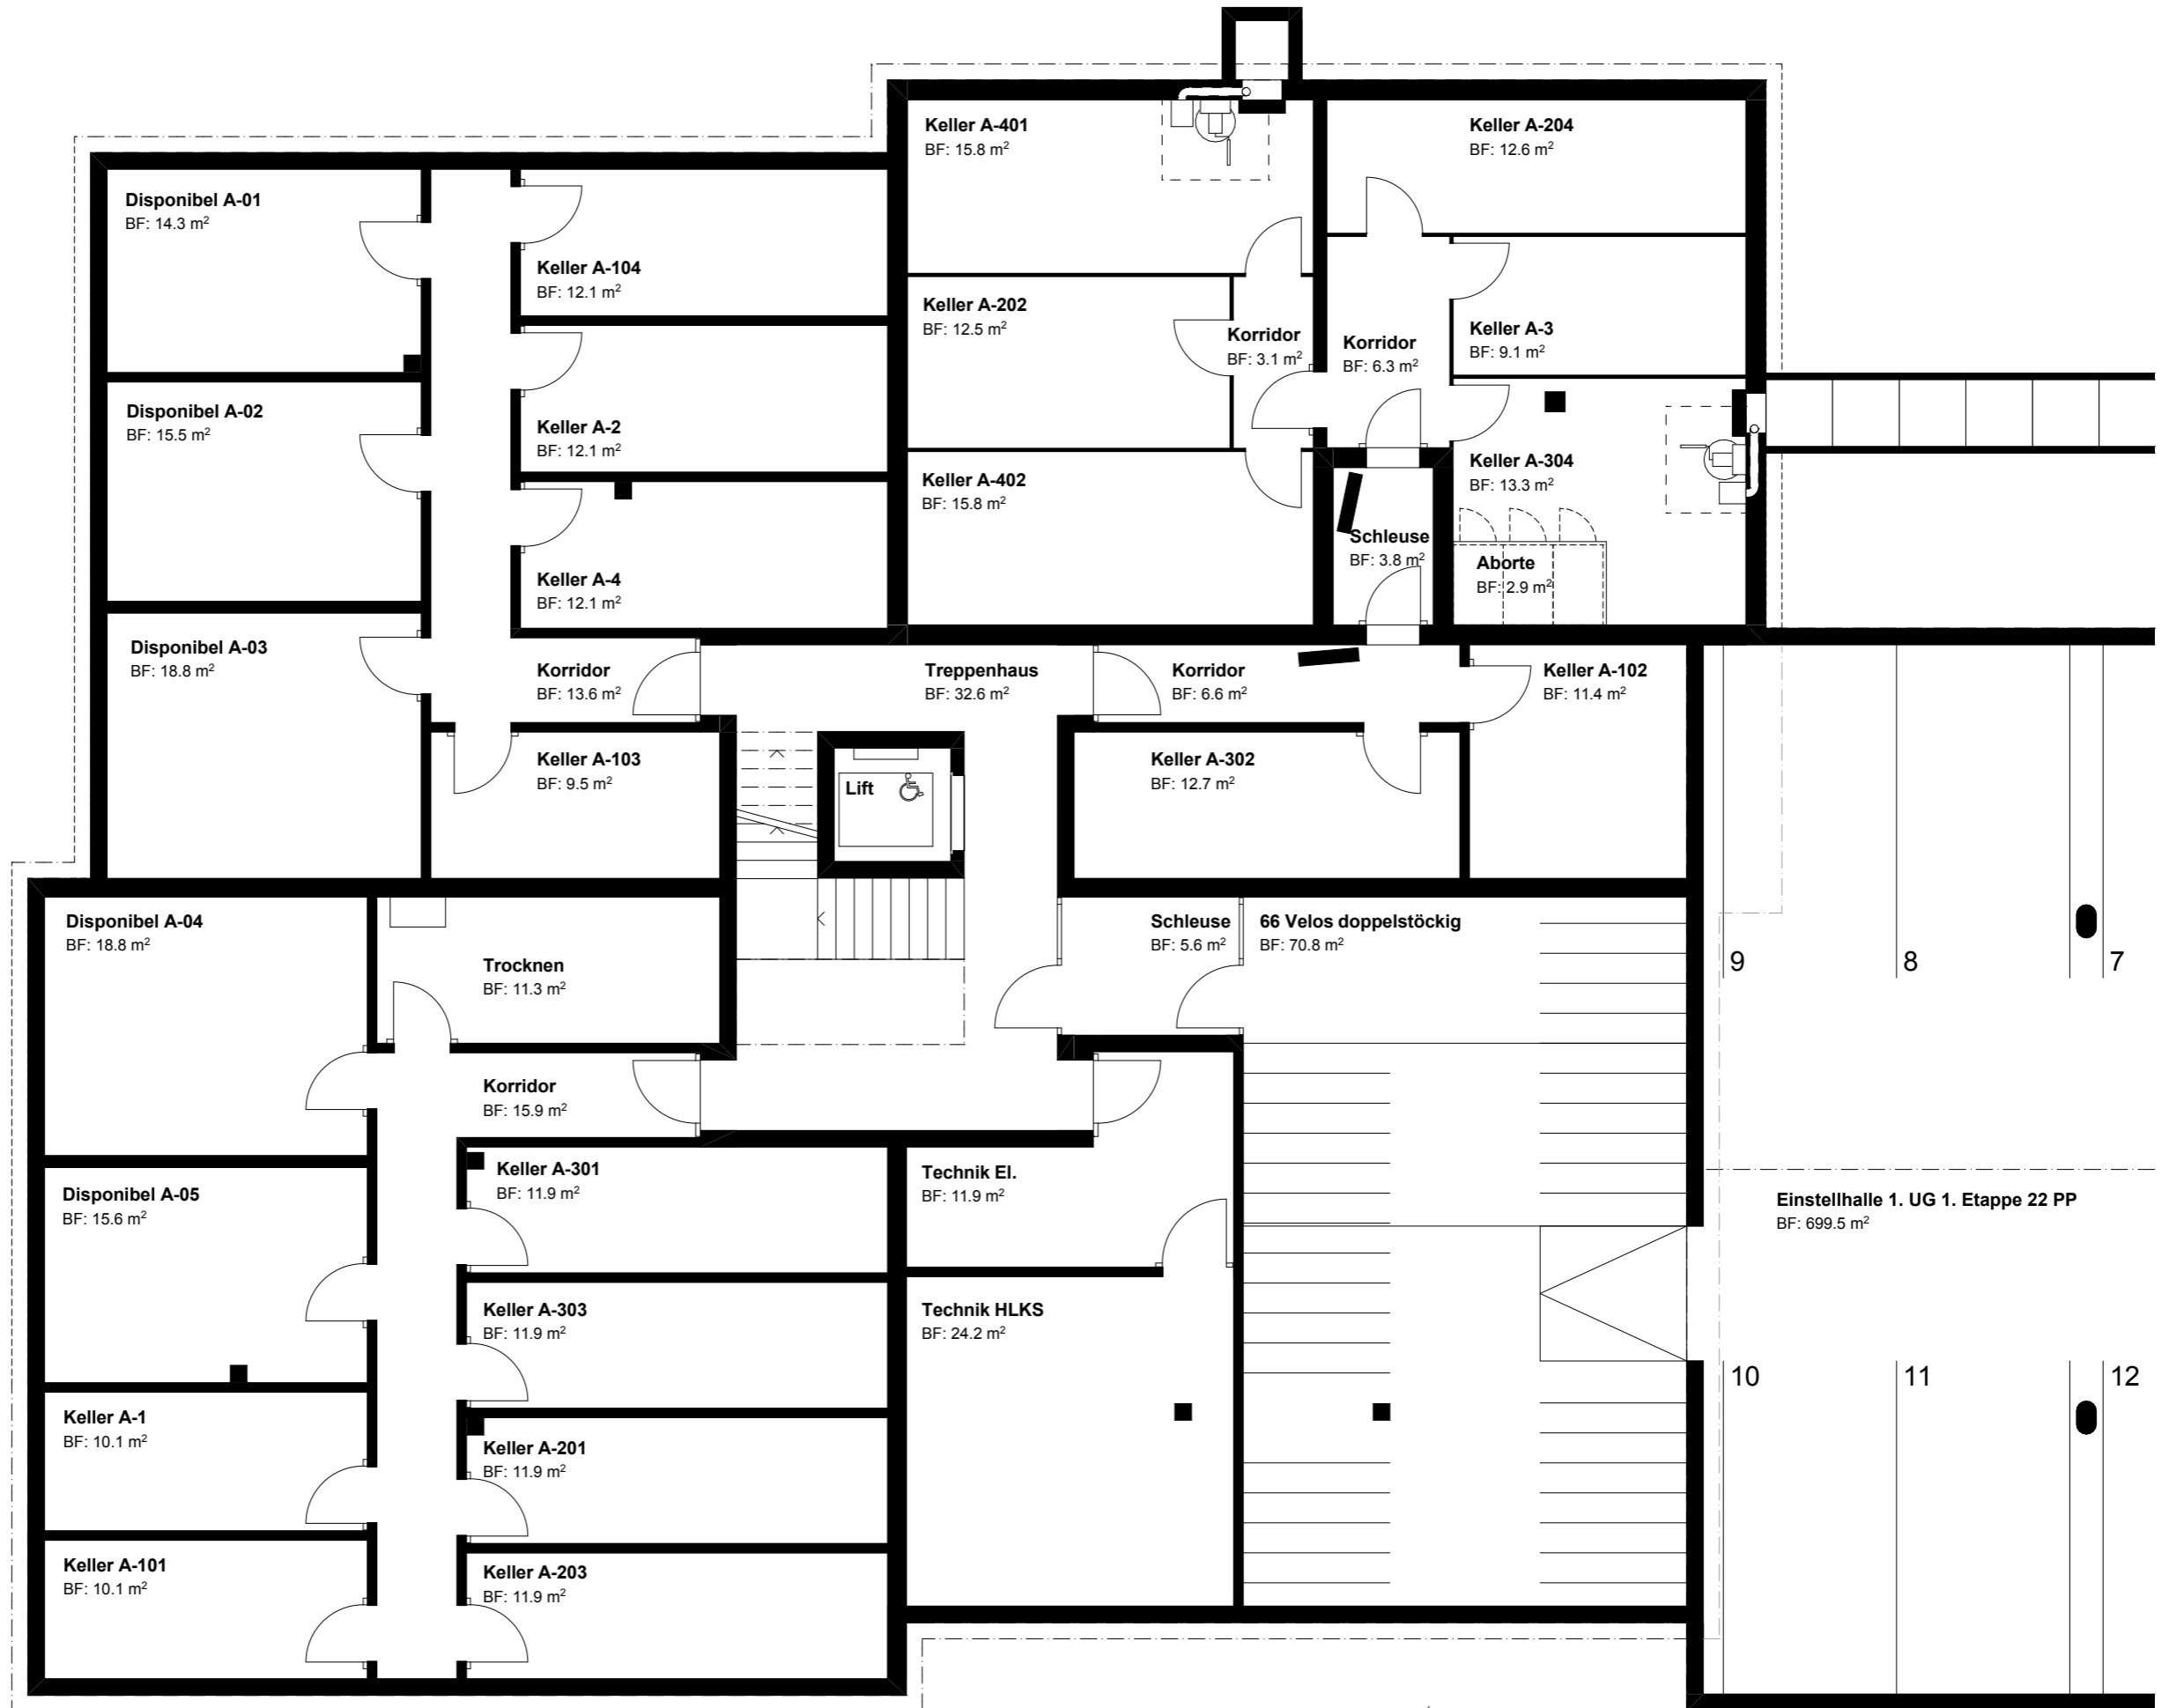 Keller A-401
BF: 15.8 m²
Keller A-204
BF: 12.6 m²
Disponibel A-01
BF: 14.3 m²
Keller A-104
BF: 12.1 m²
Keller A-202
BF: 12.5 m²
Korridor
BF: 3.1 m²
Korridor
BF: 6.3 m²
Keller A-3
BF: 9.1 m²
Disponibel A-02
BF: 15.5 m²
Keller A-2
BF: 12.1 m²
Keller A-402
BF: 15.8 m²
Keller A-304
BF: 13.3 m²
Schleuse
BF: 3.8 m²
Aborte
BF: 2.9 m²
Keller A-4
BF: 12.1 m²
Disponibel A-03
BF: 18.8 m²
Korridor
BF: 13.6 m²
Treppenhaus
BF: 32.6 m²
Korridor
BF: 6.6 m²
Keller A-102
BF: 11.4 m²
Keller A-103
BF: 9.5 m²
Lift
Keller A-302
BF: 12.7 m²
Disponibel A-04
BF: 18.8 m²
Trocknen
BF: 11.3 m²
Schleuse
BF: 5.6 m²
66 Velos doppelstöckig
BF: 70.8 m²
9
8
7
Korridor
BF: 15.9 m²
Keller A-301
BF: 11.9 m²
Technik El.
BF: 11.9 m²
Disponibel A-05
BF: 15.6 m²
Einstellhalle 1. UG 1. Etappe 22 PP
BF: 699.5 m²
Keller A-303
BF: 11.9 m²
Technik HLKS
BF: 24.2 m²
10
11
12
Keller A-1
BF: 10.1 m²
Keller A-201
BF: 11.9 m²
Keller A-101
BF: 10.1 m²
Keller A-203
BF: 11.9 m²